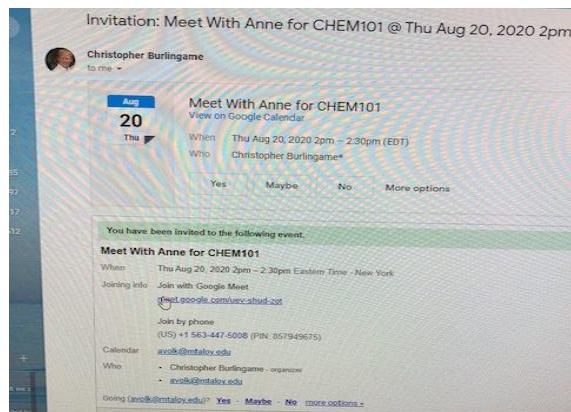 Invitation: Meet With Anne for CHEM101 @ Thu Aug 20, 2020 2pm
Christopher Burlingame
to me
Aug
20
Thu
Meet With Anne for CHEM101
View on Google Calendar
When Thu Aug 20, 2020 2pm – 2:30pm (EDT)
Who Christopher Burlingame*
Yes Maybe No More options
You have been invited to the following event.
Meet With Anne for CHEM101
When Thu Aug 20, 2020 2pm – 2:30pm Eastern Time - New York
Joining info Join with Google Meet
meet.google.com/uev-shud-zqt
Join by phone
(US) +1 563-447-5008 (PIN: 857949675)
Calendar avolk@mtaloy.edu
Who • Christopher Burlingame - organizer
• avolk@mtaloy.edu
Going (avolk@mtaloy.edu)? Yes - Maybe - No more options »